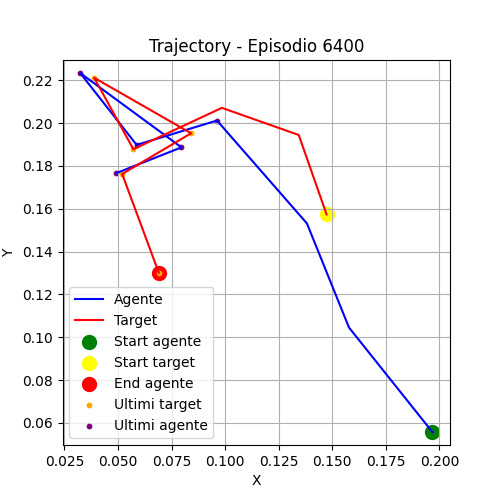 Trajectory - Episodio 6400
Y
0.22
0.20
0.18
0.16
0.14
0.12
0.10
0.08
0.06
Agente
Target
Start agente
Start target
End agente
Ultimi target
Ultimi agente
0.025 0.050 0.075 0.100 0.125 0.150 0.175 0.200
X